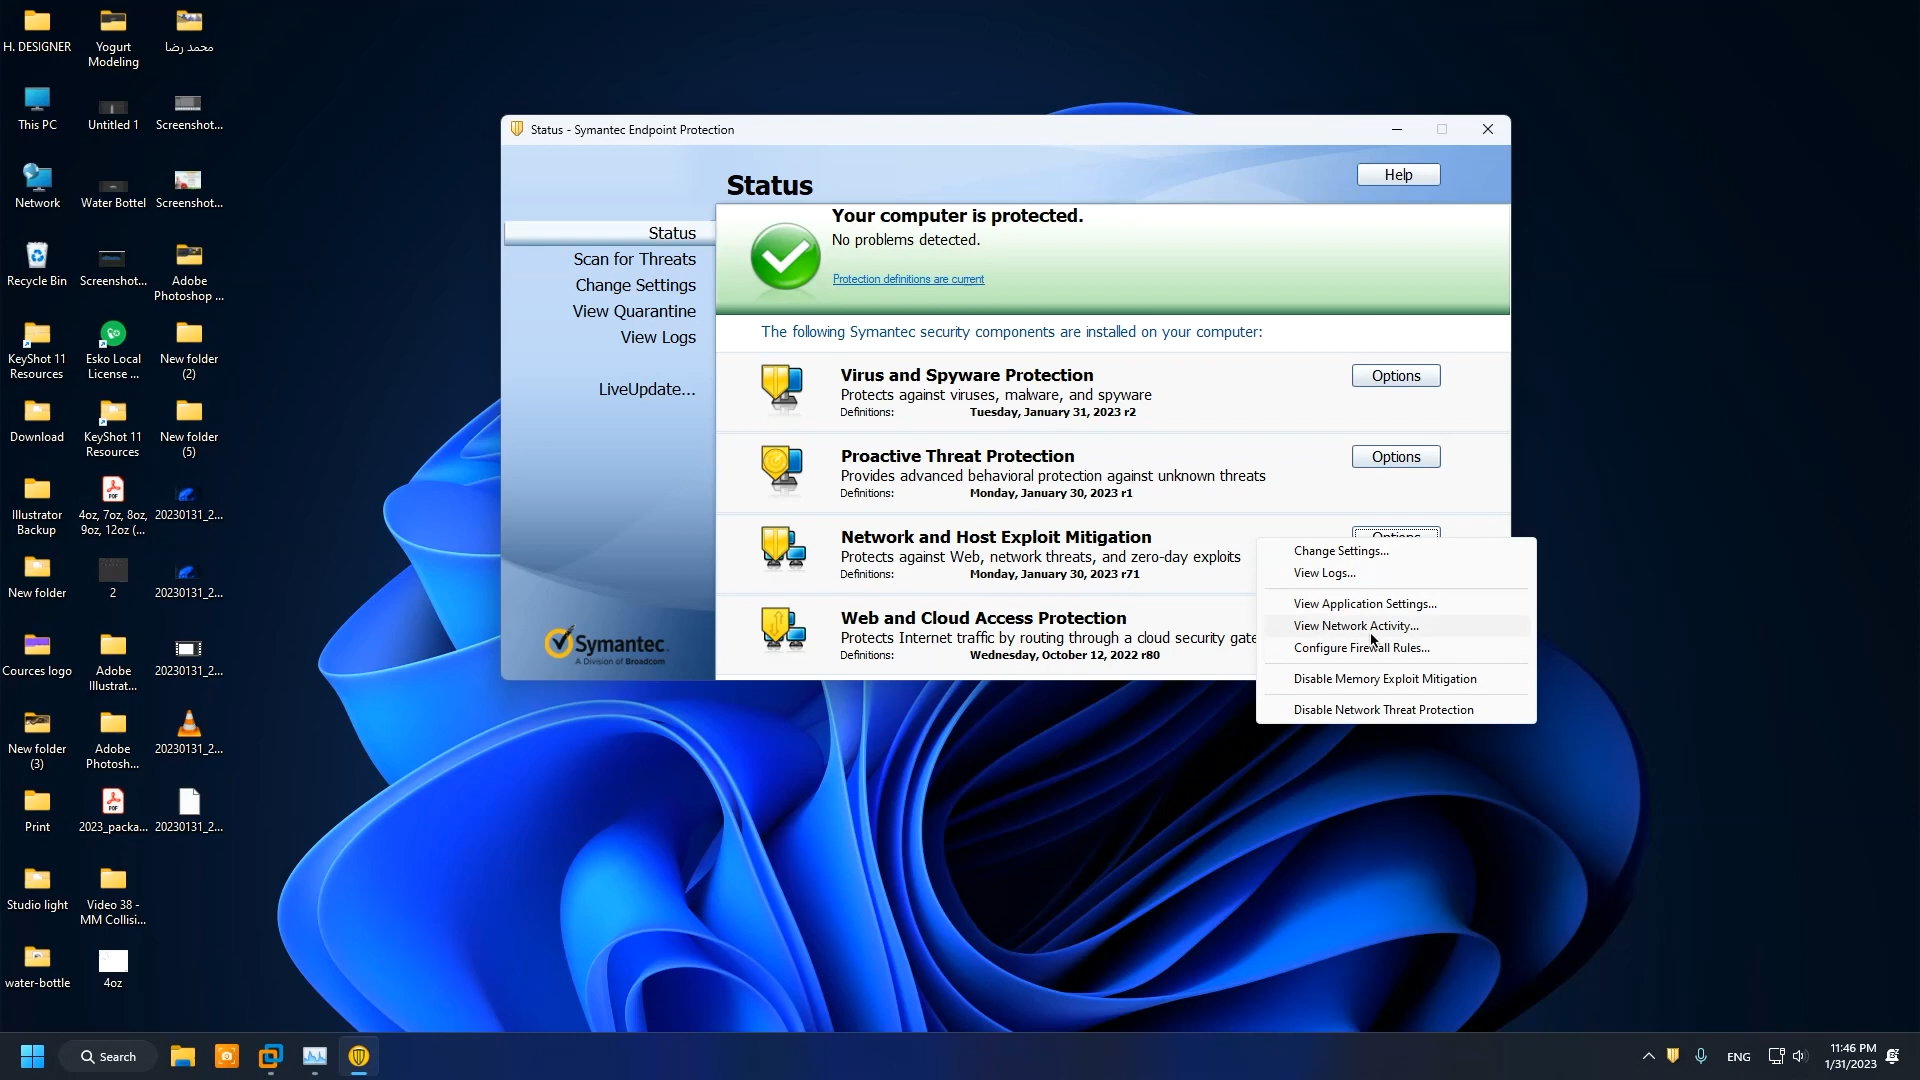 H. DESIGNER
Yogurt
Modeling
محمد رضا
This PC
Untitled 1
Screenshot...
Network
Water Bottel
Screenshot...
Recycle Bin
Screenshot...
Adobe
Photoshop ...
KeyShot 11
Resources
Esko Local
License ...
New folder
(2)
Download
KeyShot 11
Resources
New folder
(5)
Illustrator
Backup
4oz, 7oz, 8oz,
9oz, 12oz (...
20230131_2...
New folder
2
20230131_2...
Cources logo
Adobe
Illustrat...
20230131_2...
New folder
(3)
Adobe
Photosh...
20230131_2...
Print
2023_packa...
20230131_2...
Studio light
Video 38 -
MM Collisi...
water-bottle
4oz
Status - Symantec Endpoint Protection
Status
Help
Status
Scan for Threats
Change Settings
View Quarantine
View Logs
LiveUpdate...
Symantec.
A Division of Broadcom
Your computer is protected.
No problems detected.
Protection definitions are current
The following Symantec security components are installed on your computer:
Virus and Spyware Protection
Protects against viruses, malware, and spyware
Definitions: Tuesday, January 31, 2023 r2
Options
Proactive Threat Protection
Provides advanced behavioral protection against unknown threats
Definitions: Monday, January 30, 2023 r1
Options
Network and Host Exploit Mitigation
Protects against Web, network threats, and zero-day exploits
Definitions: Monday, January 30, 2023 r71
Options
Web and Cloud Access Protection
Protects Internet traffic by routing through a cloud security gate
Definitions: Wednesday, October 12, 2022 r80
Change Settings...
View Logs...
View Application Settings...
View Network Activity...
Configure Firewall Rules...
Disable Memory Exploit Mitigation
Disable Network Threat Protection
Search
ENG
11:46 PM
1/31/2023